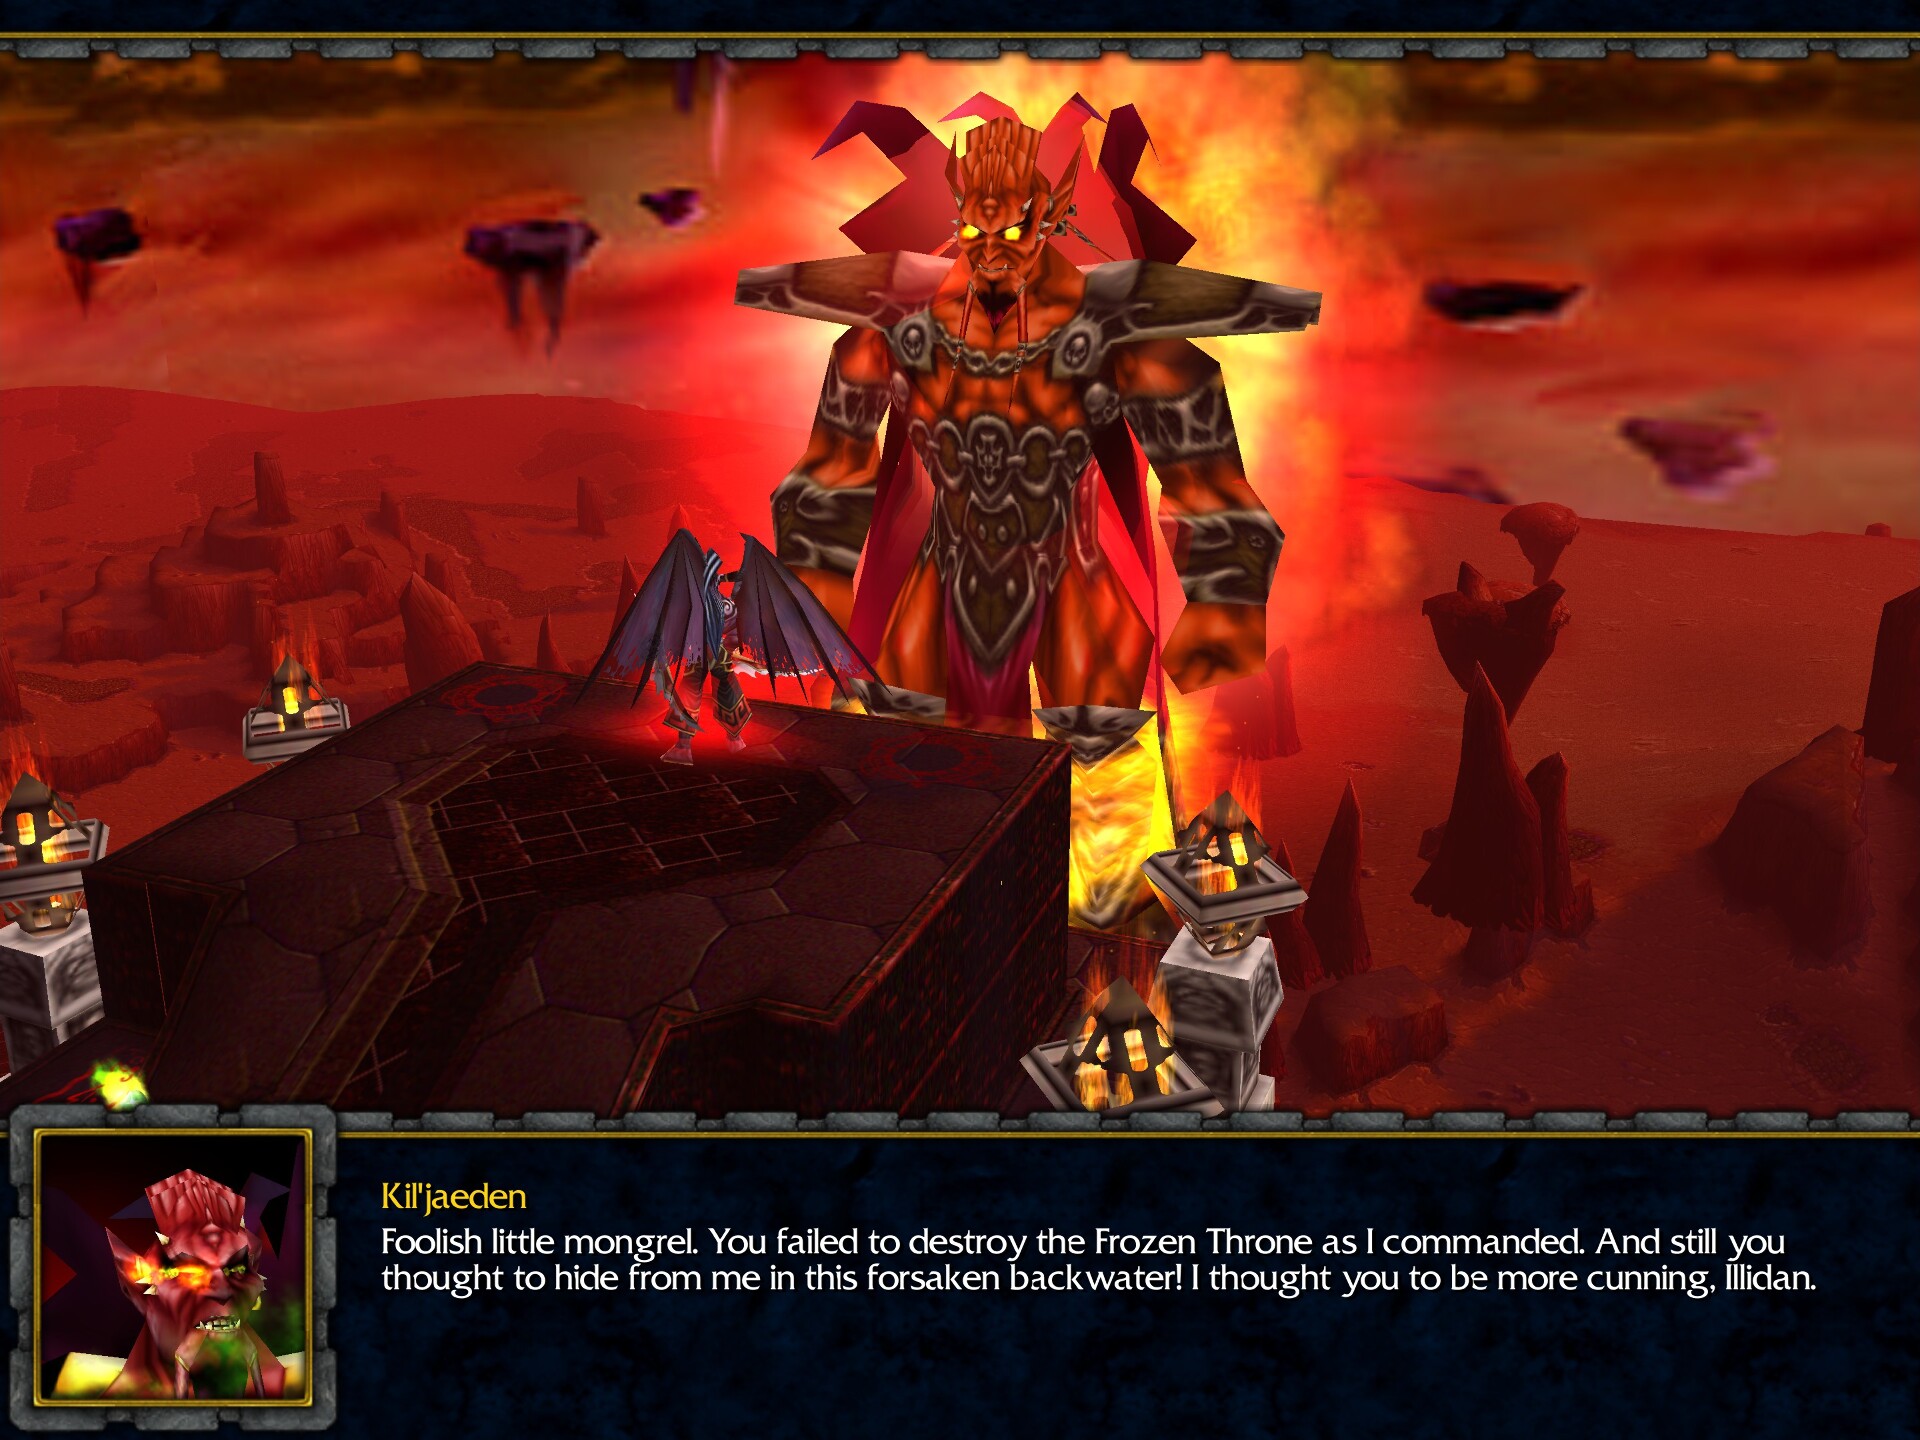 Kil'jaeden
Foolish little mongrel. You failed to destroy the Frozen Throne as I commanded. And still you
thought to hide from me in this forsaken backwater! I thought you to be more cunning, Illidan.